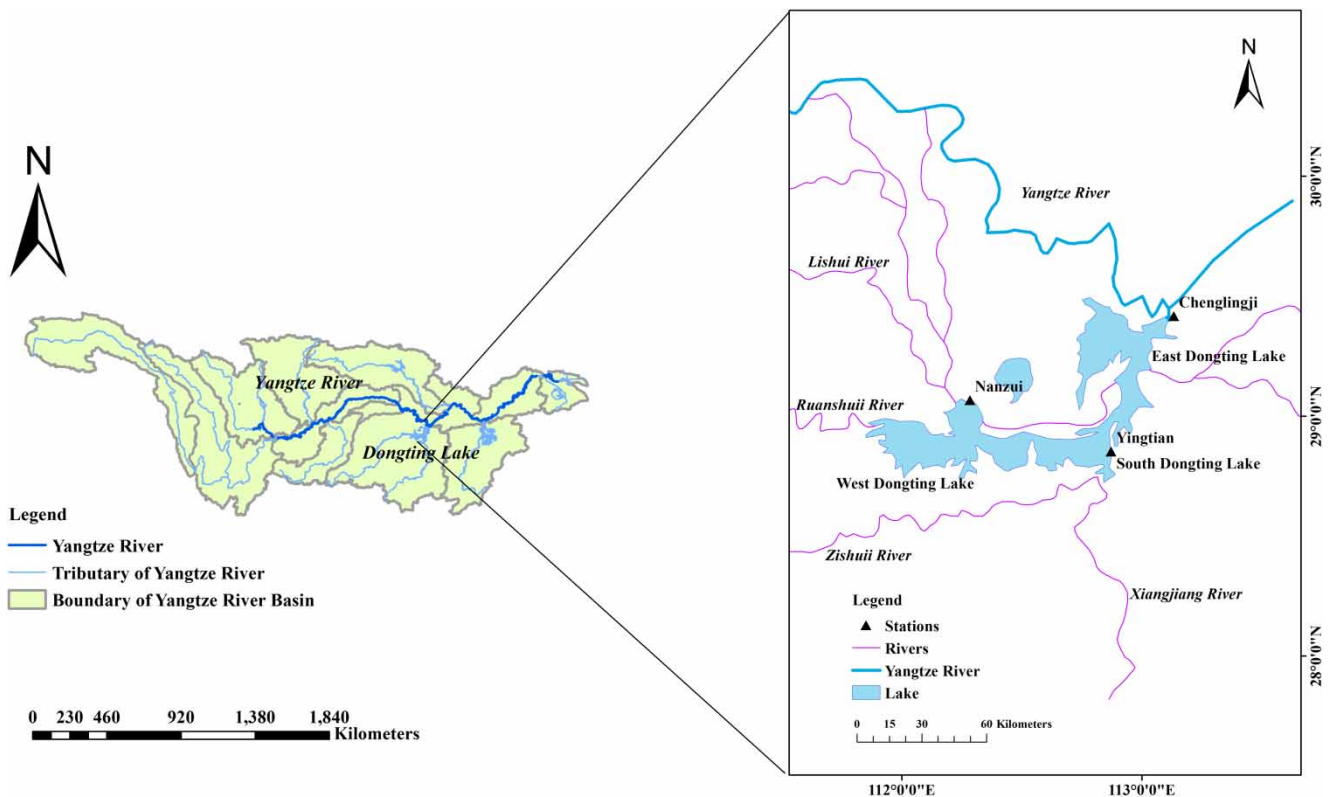 N
Yangtze River
Dongting Lake
Legend
Yangtze River
Tributary of Yangtze River
Boundary of Yangtze River Basin
0 230 460 920 1,380 1,840
Kilometers
N
Yangtze River
Lishui River
Chenglingji
East Dongting Lake
Nanzui
Ruanshuii River
Yingtian
South Dongting Lake
West Dongting Lake
Zishuii River
Xiangjiang River
Legend
Stations
Rivers
Yangtze River
Lake
0 15 30 60 Kilometers
30°0'0"N
29°0'0"N
28°0'0"N
112°0'0"E 113°0'0"E